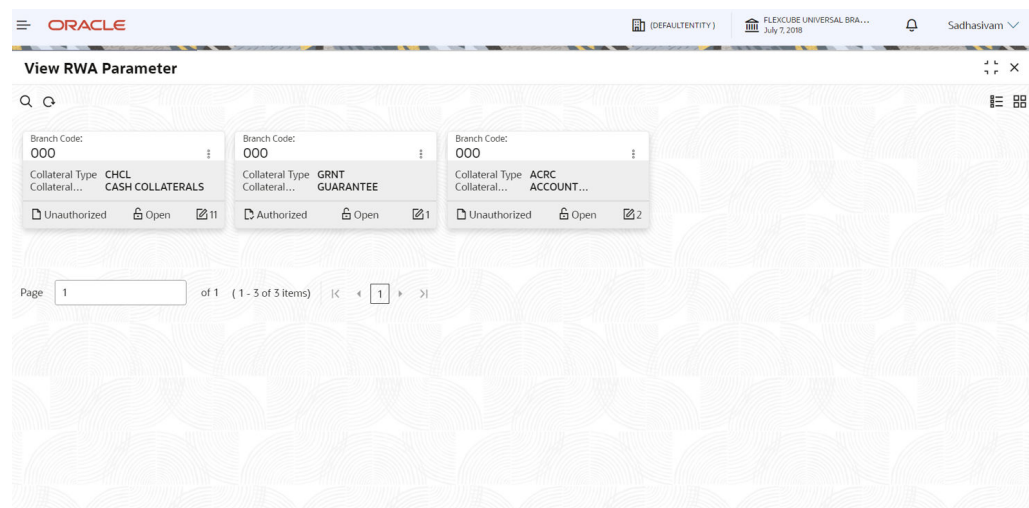 ORACLE
(DEFAULTENTITY)
FLEXCUBE UNIVERSAL BRA...
July 7, 2018
Sadhasivam
View RWA Parameter
Branch Code:
000
Collateral Type CHCL
Collateral... CASH COLLATERALS
Unauthorized Open 11
Branch Code:
000
Collateral Type GRNT
Collateral... GUARANTEE
Authorized Open 1
Branch Code:
000
Collateral Type ACRC
Collateral... ACCOUNT...
Unauthorized Open 2
Page 1 of 1 (1 - 3 of 3 items) 1